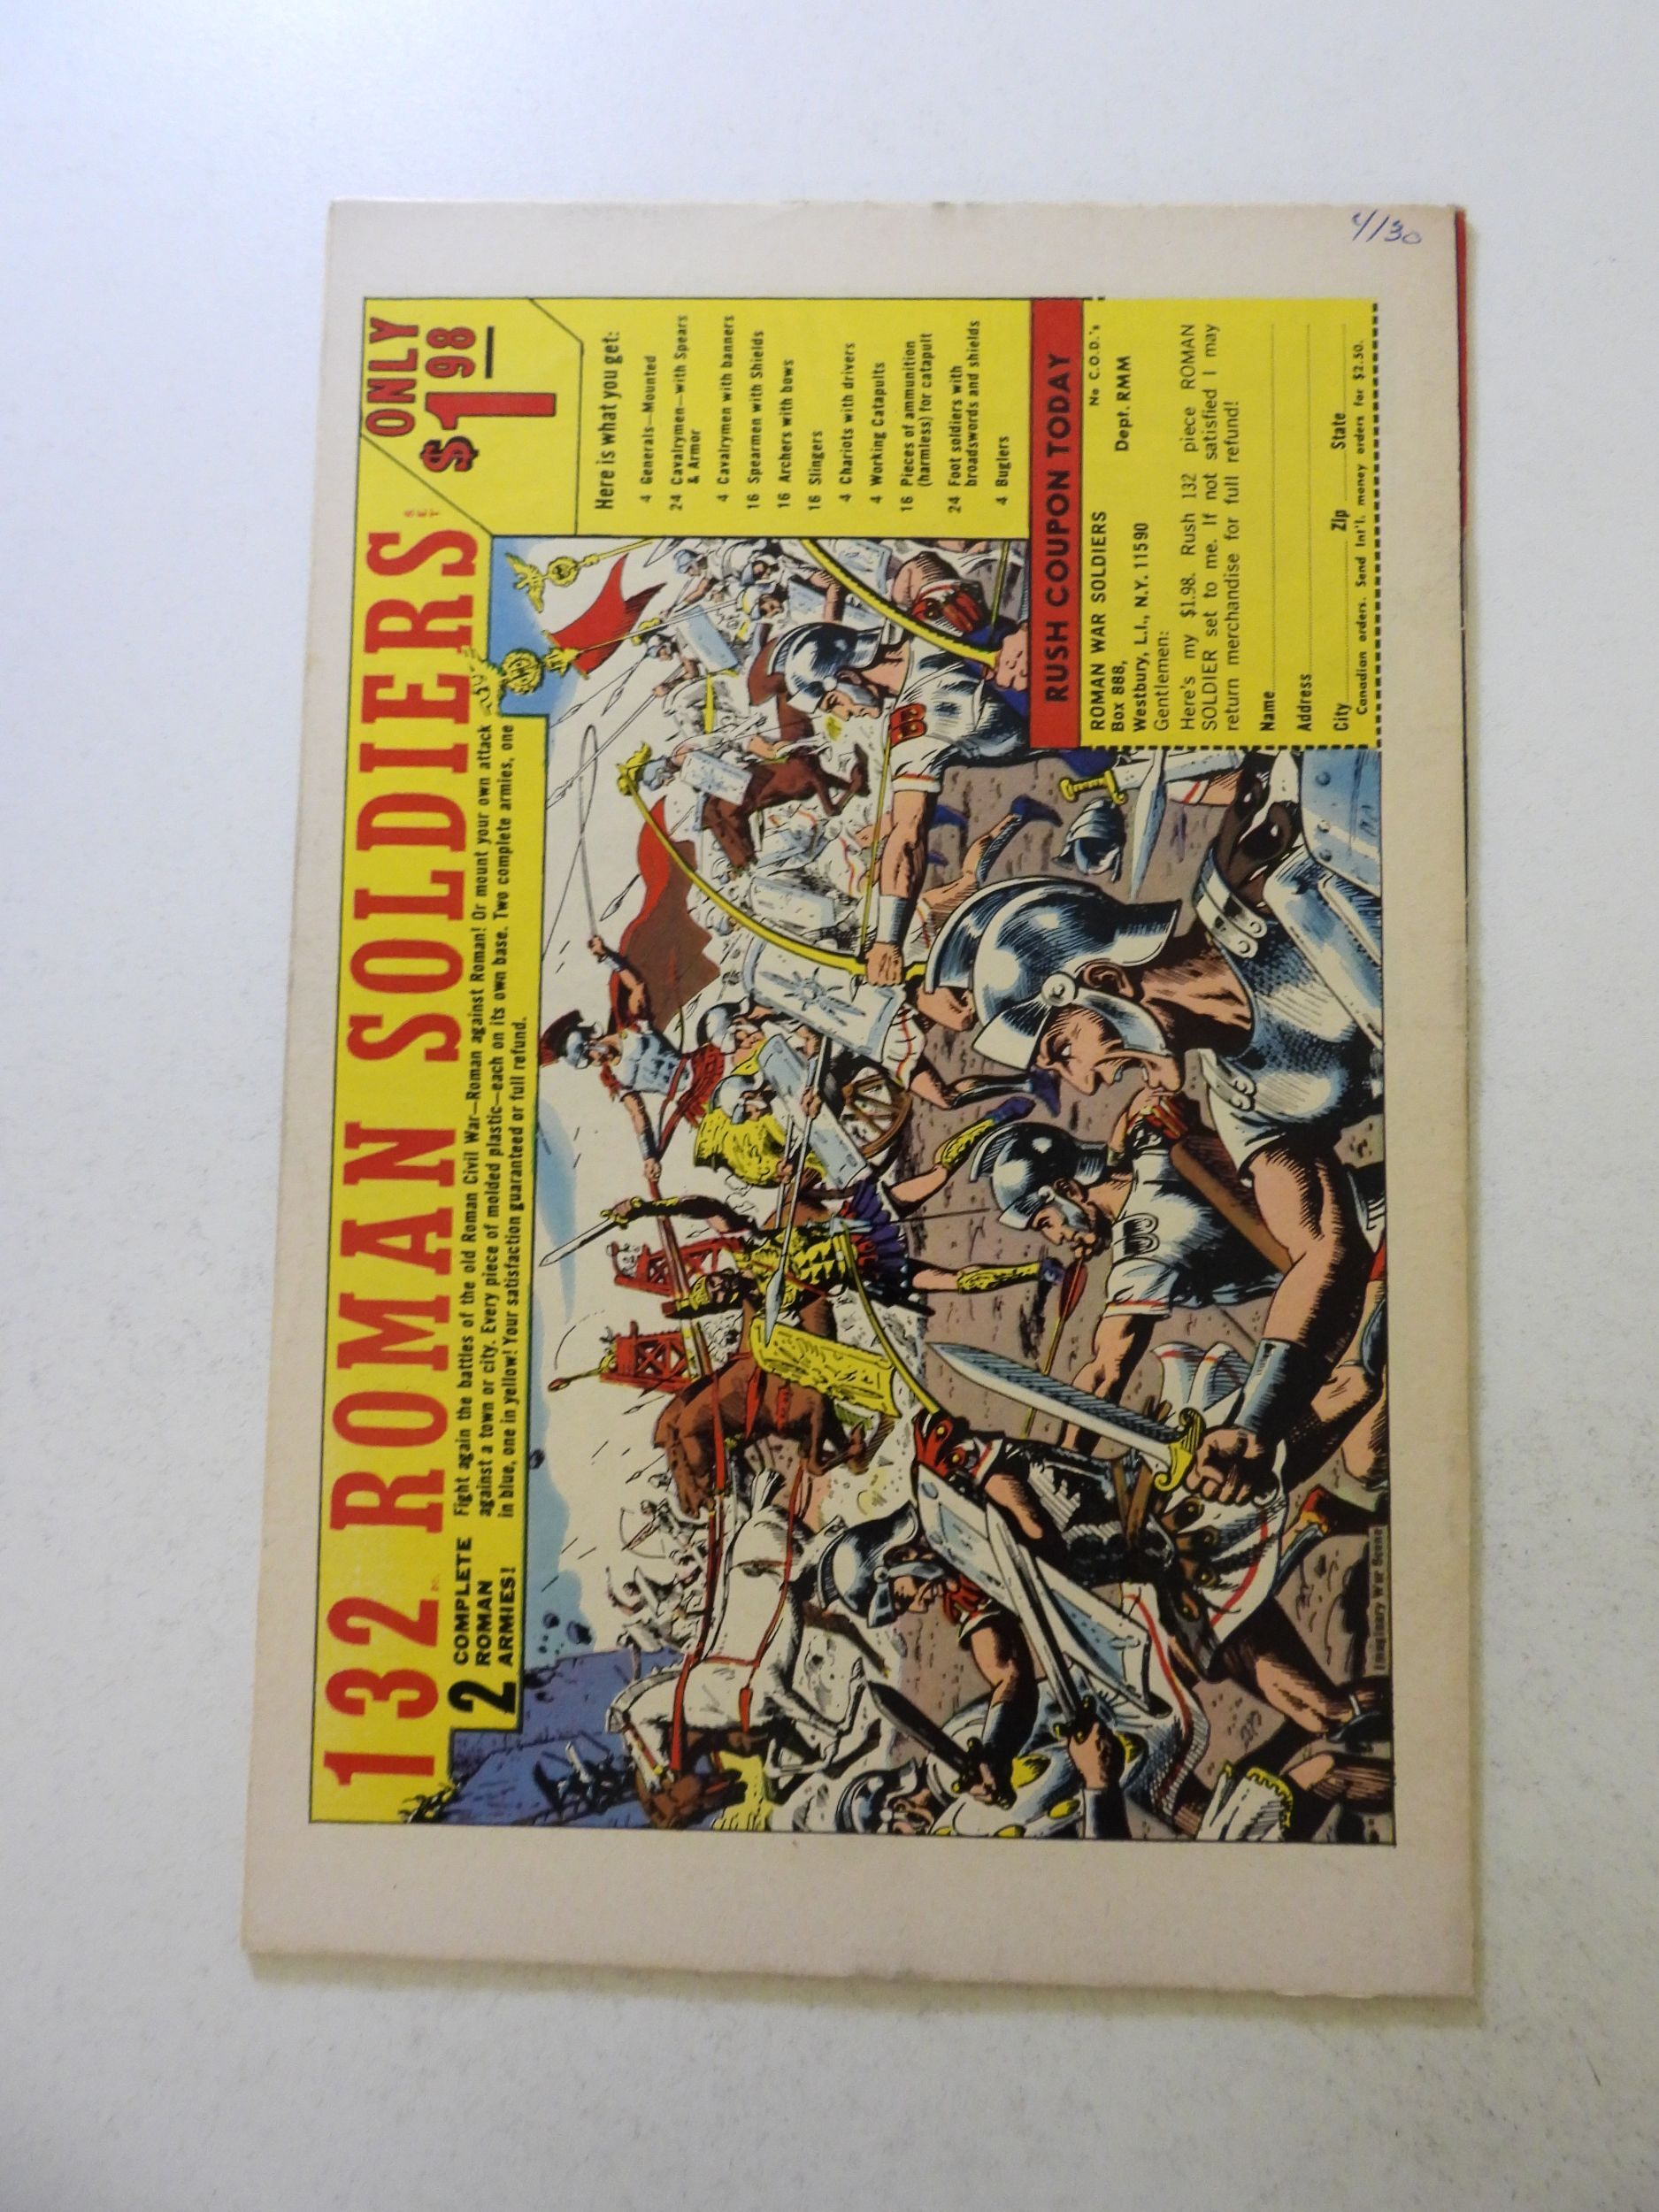 132 PC. ROMAN SOLDIERS SET
ONLY
$1.98
2 COMPLETE ROMAN ARMIES!
Fight again the battles of the old Roman Civil War—Roman against Roman! Or mount your own attack
against a town or city. Every piece of molded plastic—each on its own base. Two complete armies, one
in blue, one in yellow! Your satisfaction guaranteed or full refund.
Here is what you get:
4 Generals—Mounted
24 Cavalrymen—with Spears
& Armor
4 Cavalrymen with banners
16 Spearmen with Shields
16 Archers with bows
16 Slingers
4 Chariots with drivers
4 Working Catapults
16 Pieces of ammunition
(harmless) for catapult
24 Foot soldiers with
broadswords and shields
4 Buglers
RUSH COUPON TODAY
ROMAN WAR SOLDIERS No C.O.D.'s
Box 888, Dept. RMM
Westbury, L.I., N.Y. 11590
Gentlemen:
Here's my $1.98. Rush 132 piece ROMAN
SOLDIER set to me. If not satisfied I may
return merchandise for full refund!
Name
Address
City Zip State
Canadian orders. Send Int'l. money orders for $2.50.
Imaginary War Scene
4/30